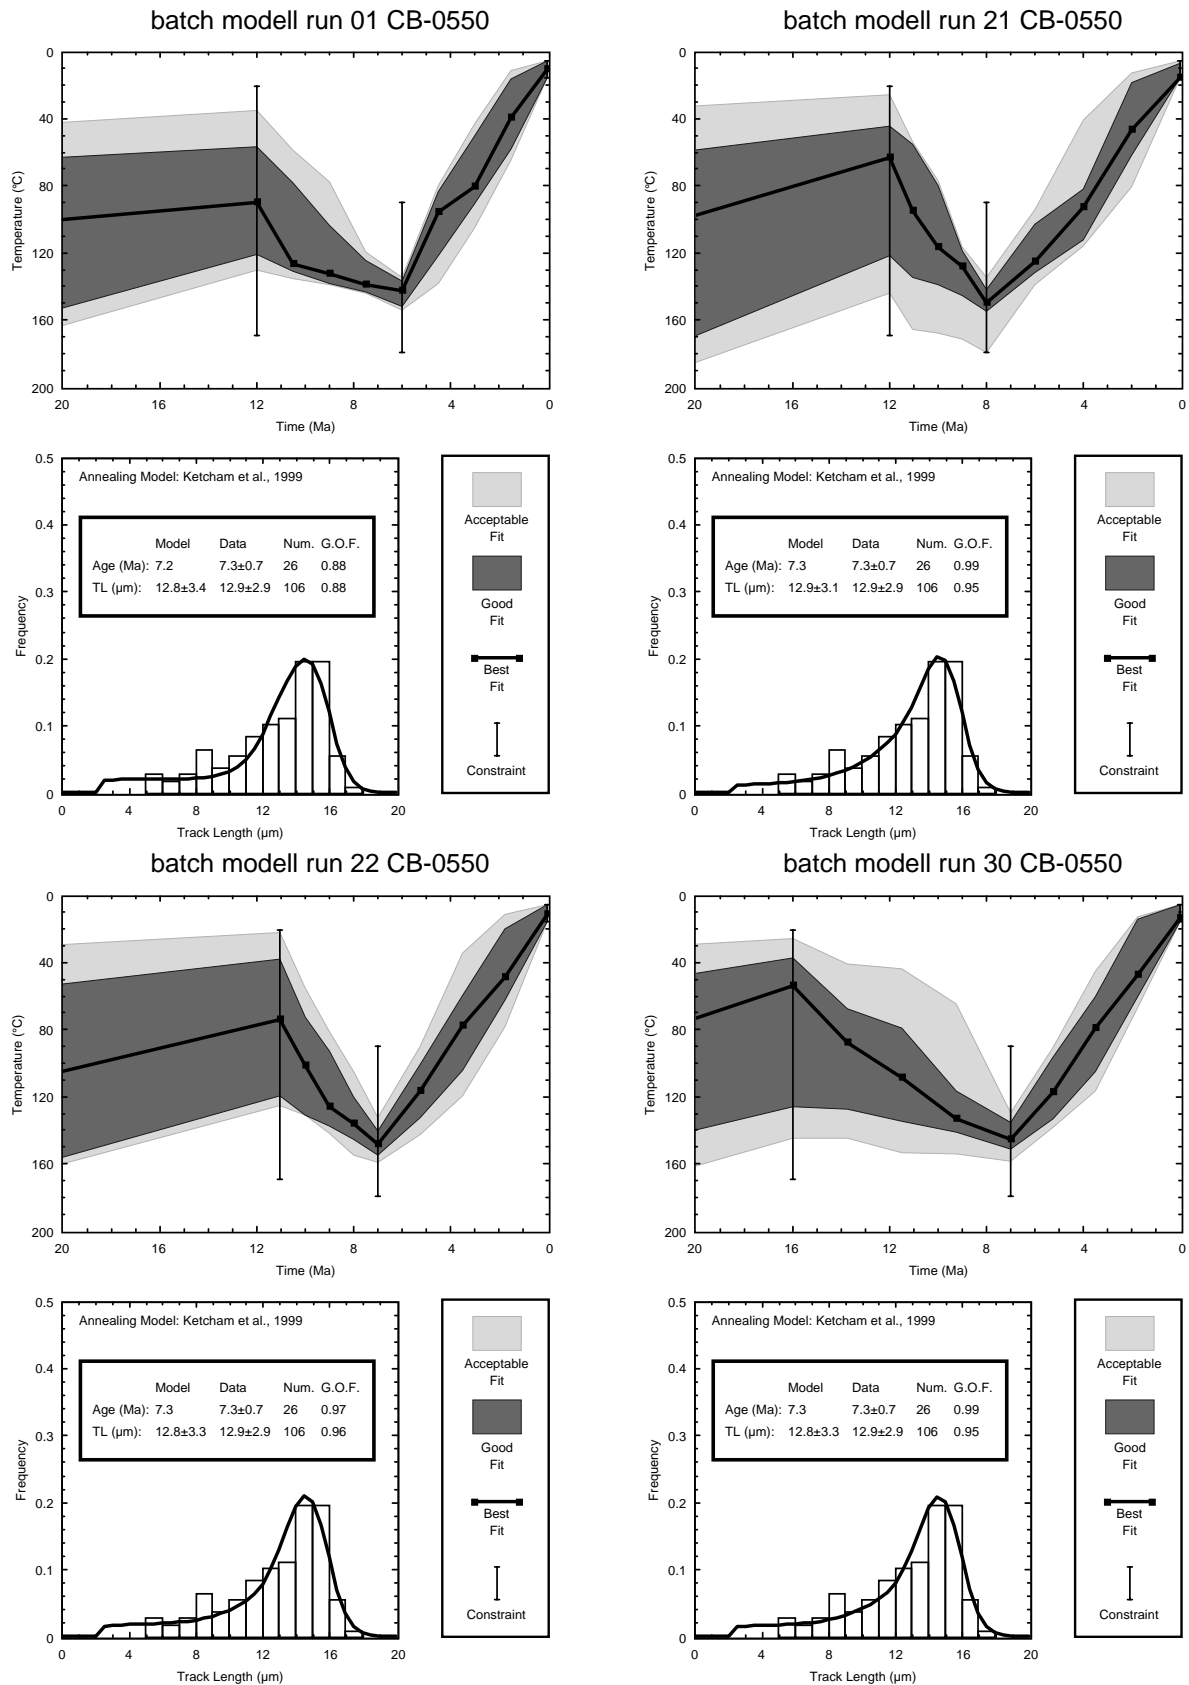 batch modell run 01 CB-0550
0
40
80
120
160
200
Temperature (°C)
20 16 12 8 4 0
Time (Ma)
0.5
0.4
0.3
0.2
0.1
0
Frequency
Annealing Model: Ketcham et al., 1999
Model Data Num. G.O.F.
Age (Ma): 7.2 7.3±0.7 26 0.88
TL (µm): 12.8±3.4 12.9±2.9 106 0.88
0 4 8 12 16 20
Track Length (µm)
Acceptable
Fit
Good
Fit
Best
Fit
Constraint
batch modell run 21 CB-0550
0
40
80
120
160
200
Temperature (°C)
20 16 12 8 4 0
Time (Ma)
0.5
0.4
0.3
0.2
0.1
0
Frequency
Annealing Model: Ketcham et al., 1999
Model Data Num. G.O.F.
Age (Ma): 7.3 7.3±0.7 26 0.99
TL (µm): 12.9±3.1 12.9±2.9 106 0.95
0 4 8 12 16 20
Track Length (µm)
Acceptable
Fit
Good
Fit
Best
Fit
Constraint
batch modell run 22 CB-0550
0
40
80
120
160
200
Temperature (°C)
20 16 12 8 4 0
Time (Ma)
0.5
0.4
0.3
0.2
0.1
0
Frequency
Annealing Model: Ketcham et al., 1999
Model Data Num. G.O.F.
Age (Ma): 7.3 7.3±0.7 26 0.97
TL (µm): 12.8±3.3 12.9±2.9 106 0.96
0 4 8 12 16 20
Track Length (µm)
Acceptable
Fit
Good
Fit
Best
Fit
Constraint
batch modell run 30 CB-0550
0
40
80
120
160
200
Temperature (°C)
20 16 12 8 4 0
Time (Ma)
0.5
0.4
0.3
0.2
0.1
0
Frequency
Annealing Model: Ketcham et al., 1999
Model Data Num. G.O.F.
Age (Ma): 7.3 7.3±0.7 26 0.99
TL (µm): 12.8±3.3 12.9±2.9 106 0.95
0 4 8 12 16 20
Track Length (µm)
Acceptable
Fit
Good
Fit
Best
Fit
Constraint